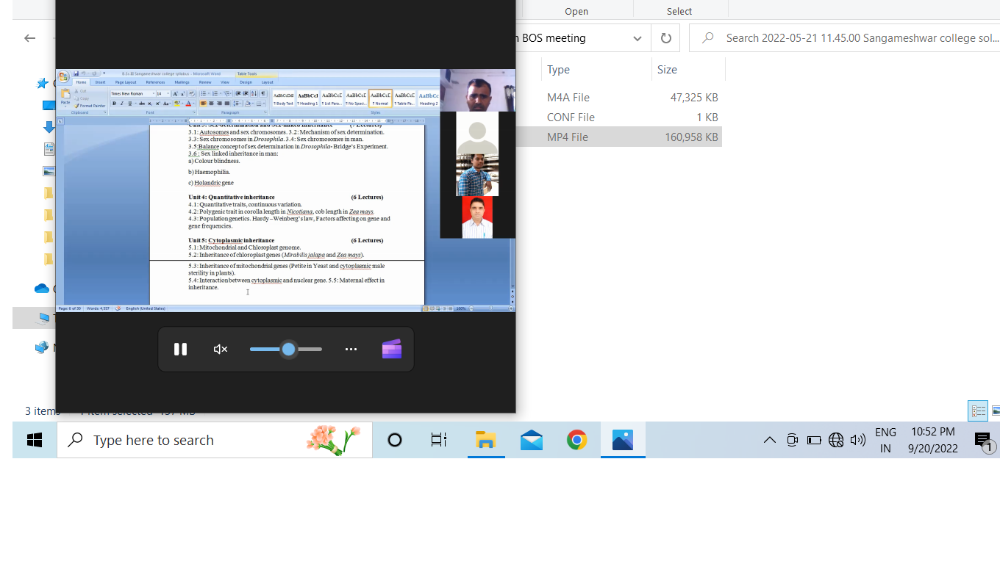 Open
Select
n BOS meeting
Search 2022-05-21 11.45.00 Sangameshwar college sol...
Type
Size
M4A File
47,325 KB
CONF File
1 KB
MP4 File
160,958 KB
B.Sc-III Sangameshwar college syllabus - Microsoft Word
Table Tools
Home
Insert
Page Layout
References
Mailings
Review
View
Design
Layout
Paste
Cut
Copy
Format Painter
Times New Roman
14
AaBbCcDd
AaBbCcI
AaBbCcD
AaBbCcD
AaBbCcD
AaBbCcD
AaBbCc
¶ Body Text
¶ Heading 1
¶ List Para...
¶ No Spaci...
¶ Normal
¶ Table Pa...
Heading 2
Clipboard
Font
Paragraph
Styles
Unit 3: Sex-determination and Sex-linked inheritance (7 Lectures)
3.1: Autosomes and sex chromosomes. 3.2: Mechanism of sex determination.
3.3: Sex chromosomes in Drosophila. 3.4: Sex chromosomes in man.
3.5:Balance concept of sex determination in Drosophila- Bridge's Experiment.
3.6 : Sex linked inheritance in man:
a) Colour blindness.
b) Haemophilia.
c) Holandric gene
Unit 4: Quantitative inheritance (6 Lectures)
4.1: Quantitative traits, continuous variation.
4.2: Polygenic trait in corolla length in Nicotiana, cob length in Zea mays.
4.3: Population genetics. Hardy –Weinberg's law, Factors affecting on gene and
gene frequencies.
Unit 5: Cytoplasmic inheritance (6 Lectures)
5.1: Mitochondrial and Chloroplast genome.
5.2: Inheritance of chloroplast genes (Mirabilis jalapa and Zea mays).
5.3: Inheritance of mitochondrial genes (Petite in Yeast and cytoplasmic male
sterility in plants).
5.4: Interaction between cytoplasmic and nuclear gene. 5.5: Maternal effect in
inheritance.
Page: 6 of 30
Words: 4,557
English (United States)
100%
3 items
1 item selected 157 MB
Type here to search
ENG
IN
10:52 PM
9/20/2022
1